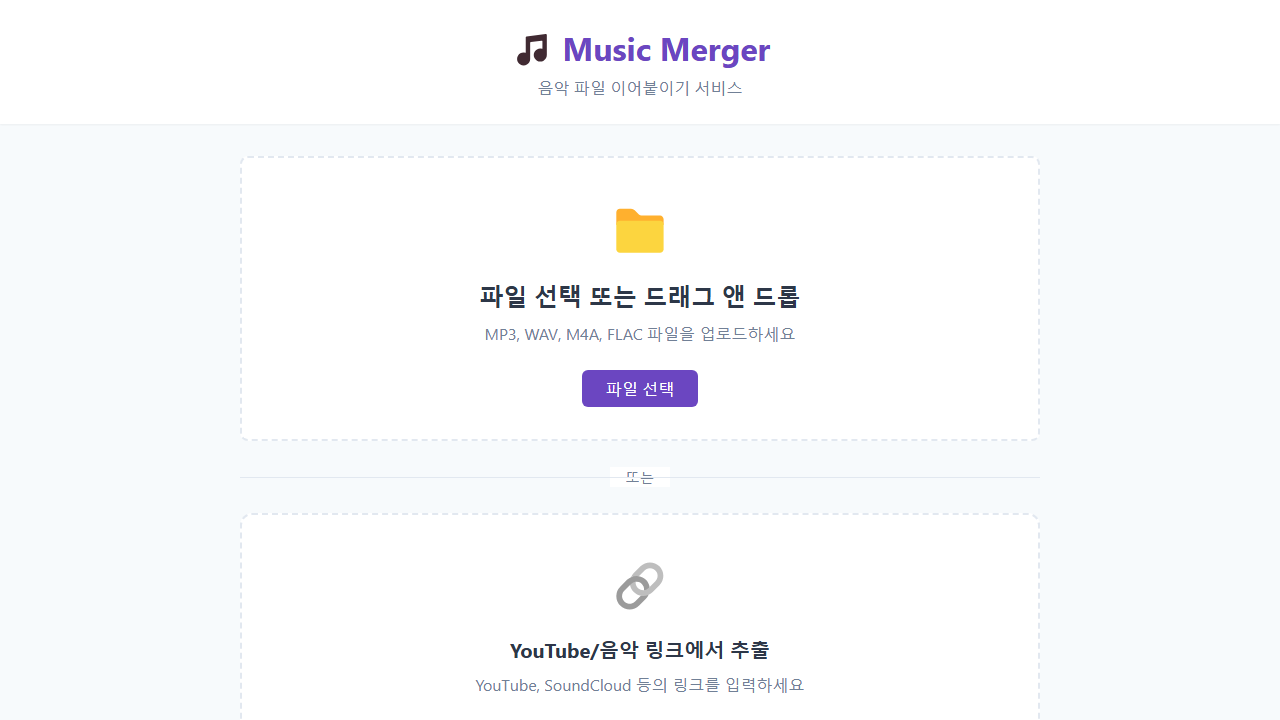 Music Merger
음악 파일 이어붙이기 서비스
파일 선택 또는 드래그 앤 드롭
MP3, WAV, M4A, FLAC 파일을 업로드하세요
파일 선택
또는
YouTube/음악 링크에서 추출
YouTube, SoundCloud 등의 링크를 입력하세요